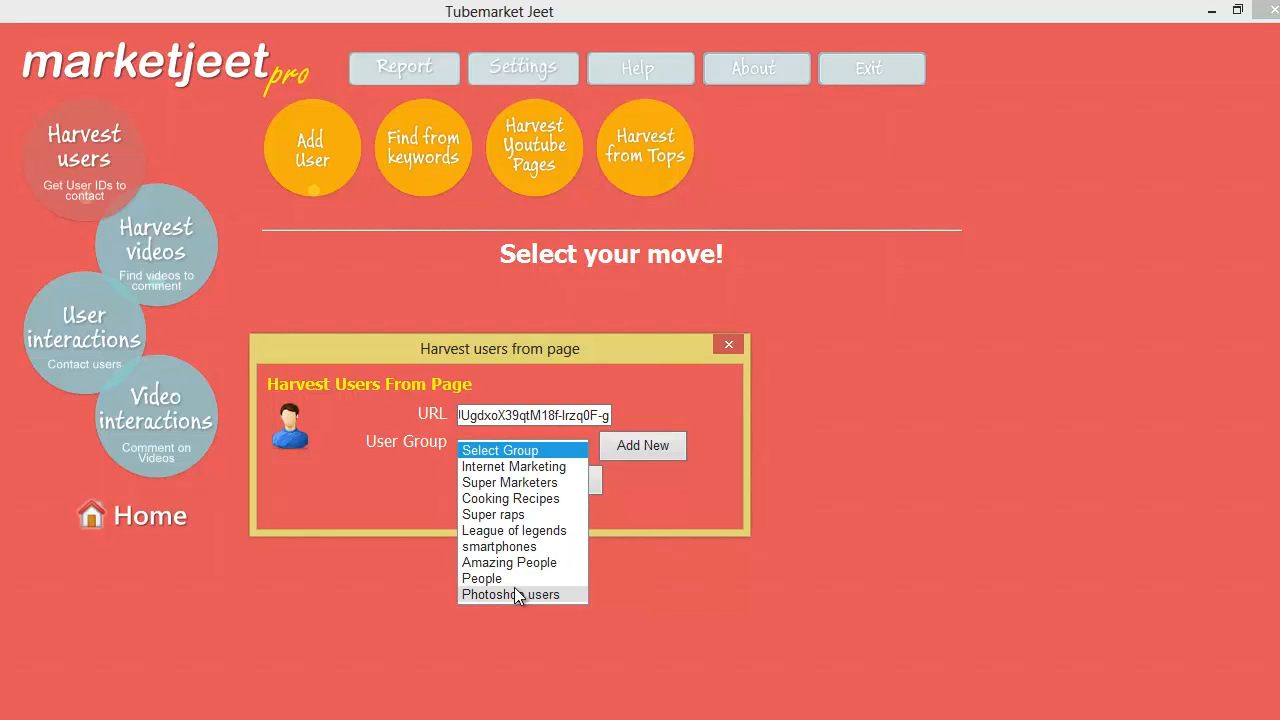 Tubemarket Jeet
marketjeet pro
Report
Settings
Help
About
Exit
Harvest
users
Get User IDs to
contact
Harvest
videos
Find videos to
comment
User
interactions
Contact users
Video
interactions
Comment on
Videos
Home
Add
User
Find from
keywords
Harvest
Youtube
Pages
Harvest
from Tops
Select your move!
Harvest users from page
Harvest Users From Page
URL
User Group
Add New
Select Group
Internet Marketing
Super Marketers
Cooking Recipes
Super raps
League of legends
smartphones
Amazing People
People
Photoshop users